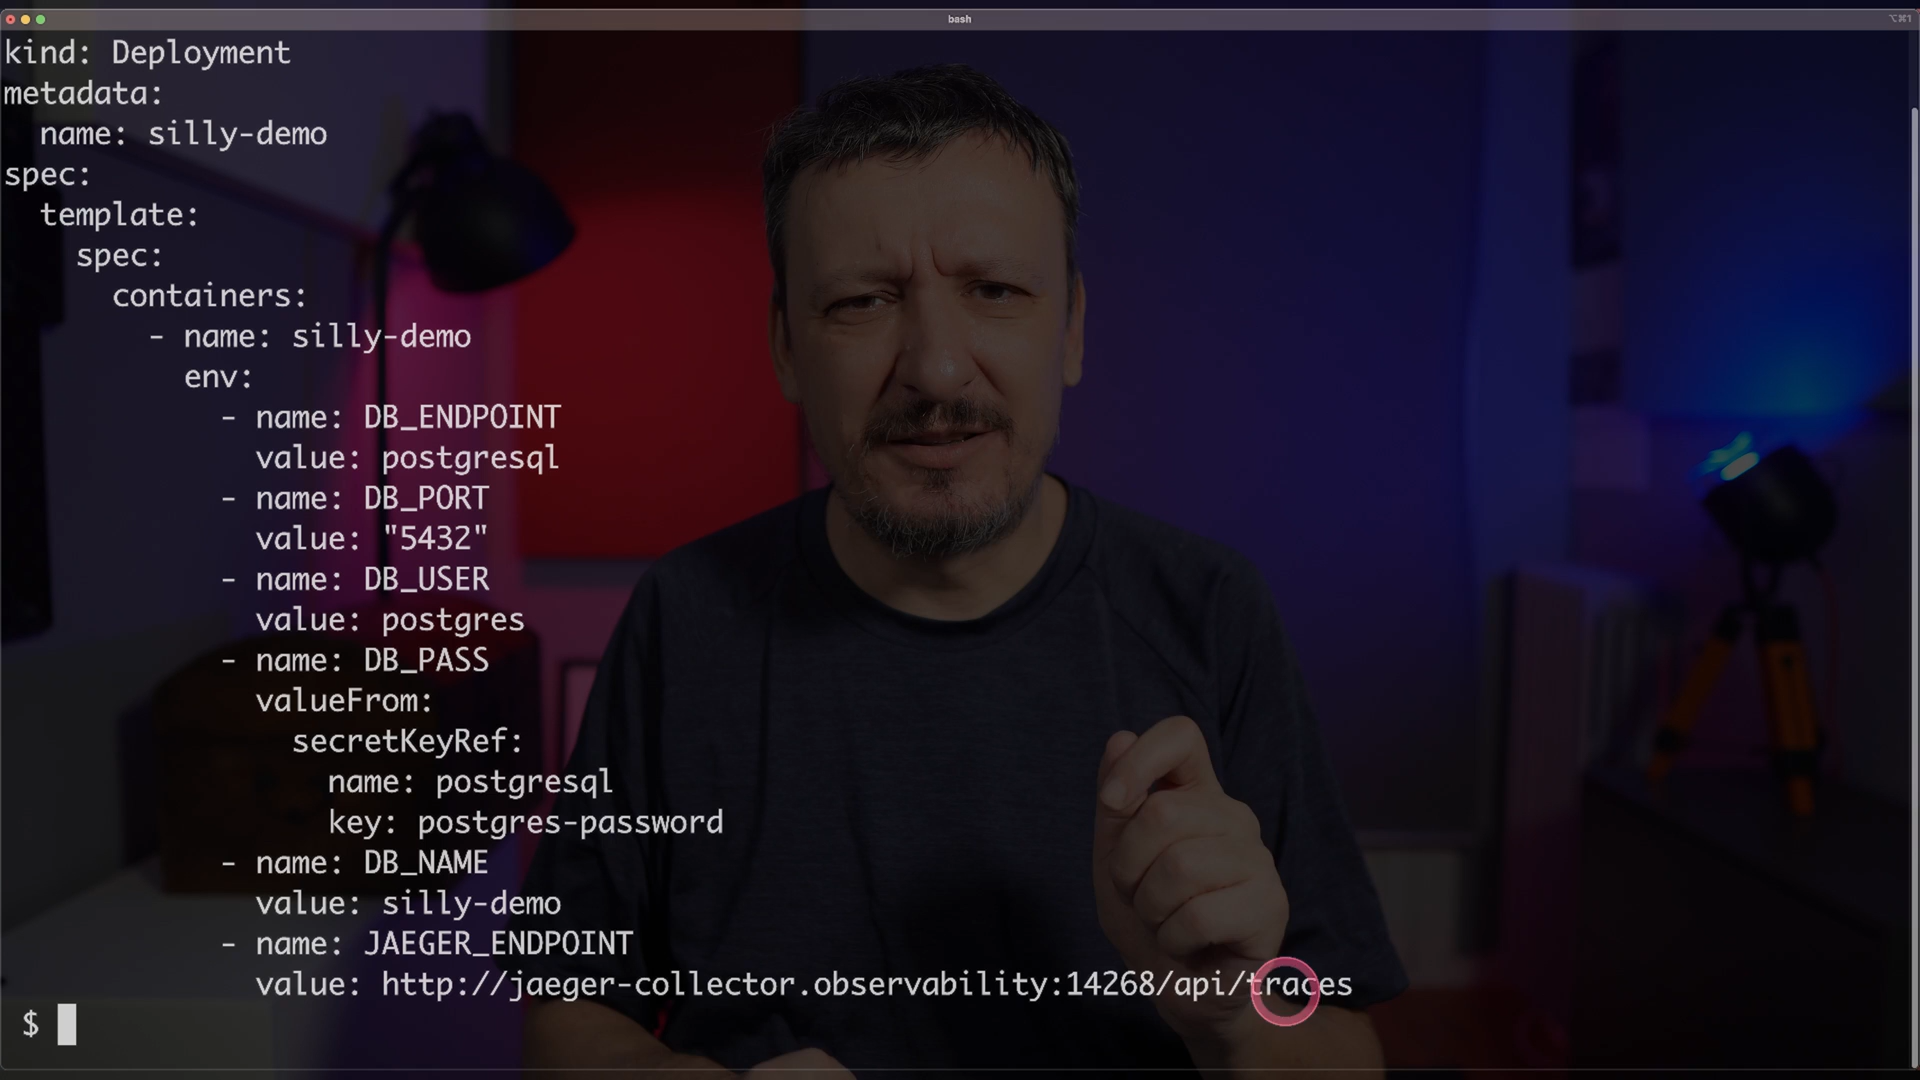 bash
⌥⌘1
kind: Deployment
metadata:
  name: silly-demo
spec:
  template:
    spec:
      containers:
        - name: silly-demo
          env:
            - name: DB_ENDPOINT
              value: postgresql
            - name: DB_PORT
              value: "5432"
            - name: DB_USER
              value: postgres
            - name: DB_PASS
              valueFrom:
                secretKeyRef:
                  name: postgresql
                  key: postgres-password
            - name: DB_NAME
              value: silly-demo
            - name: JAEGER_ENDPOINT
              value: http://jaeger-collector.observability:14268/api/traces
$